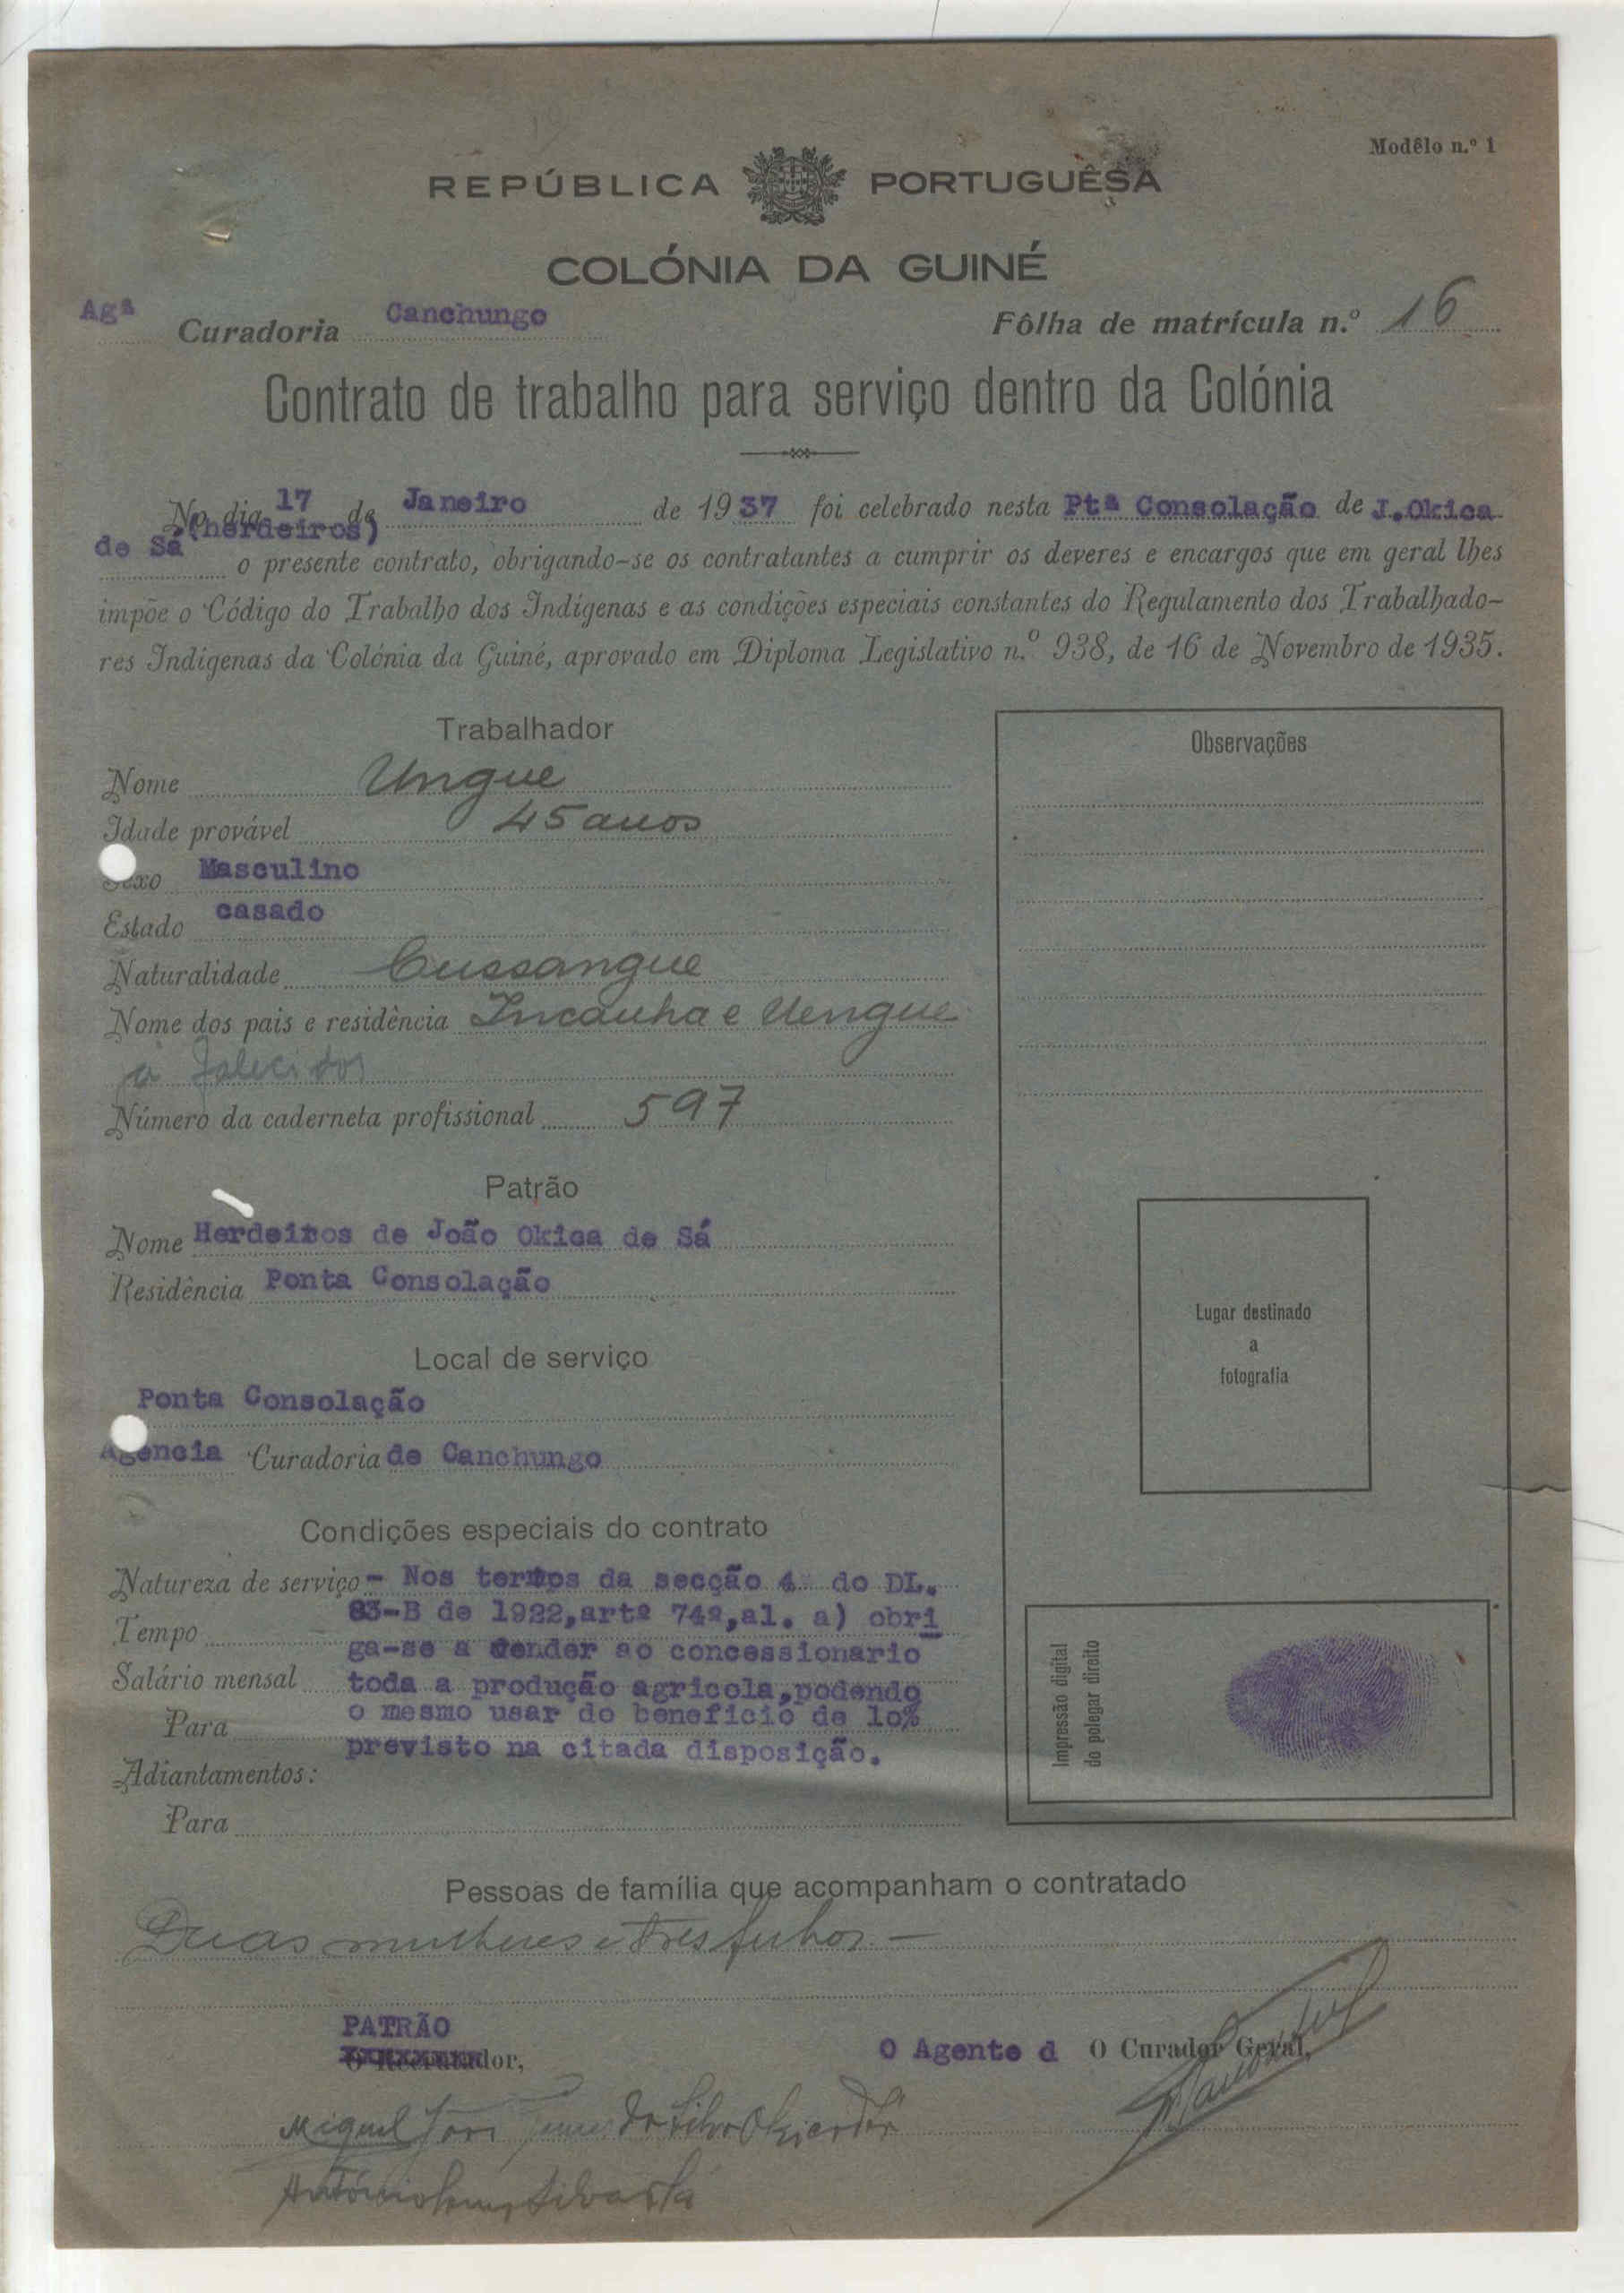 Modêlo n.º 1
REPÚBLICA PORTUGUÊSA
COLÓNIA DA GUINÉ
Agª Curadoria Canchungo Fôlha de matrícula n.º 16
Contrato de trabalho para serviço dentro da Colónia
No dia 17 de Janeiro de 1937 foi celebrado nesta Ptª Consolação de J.Okica
de Sá (herdeiros) o presente contrato, obrigando-se os contratantes a cumprir os deveres e encargos que em geral lhes
impõe o Código do Trabalho dos Indígenas e as condições especiais constantes do Regulamento dos Trabalhado-
res Indígenas da Colónia da Guiné, aprovado em Diploma Legislativo n.º 938, de 16 de Novembro de 1935.
Trabalhador
Nome Ungue
Idade provável 45 anos
Sexo Masculino
Estado casado
Naturalidade Cussangue
Nome dos pais e residência Incanha e Uengue
já falecidos
Número da caderneta profissional 597
Patrão
Nome Herdeiros de João Okica de Sá
Residência Ponta Consolação
Local de serviço
Ponta Consolação
Agencia Curadoria de Canchungo
Condições especiais do contrato
Natureza de serviço - Nos termos da secção 4 do DL.
83-B de 1922,artº 74º,al. a) obri
Tempo
ga-se a vender ao concessionario
Salário mensal toda a produção agricola,podendo
Para o mesmo usar do beneficio de 10%
previsto na citada disposição.
Adiantamentos:
Para
Observações
Lugar destinado
a
fotografia
Impressão digital
do polegar direito
Pessoas de família que acompanham o contratado
Duas mulheres e tres filhos -
PATRÃO
O Agente d O Curador Geral,
Miguel
António Silva Sá